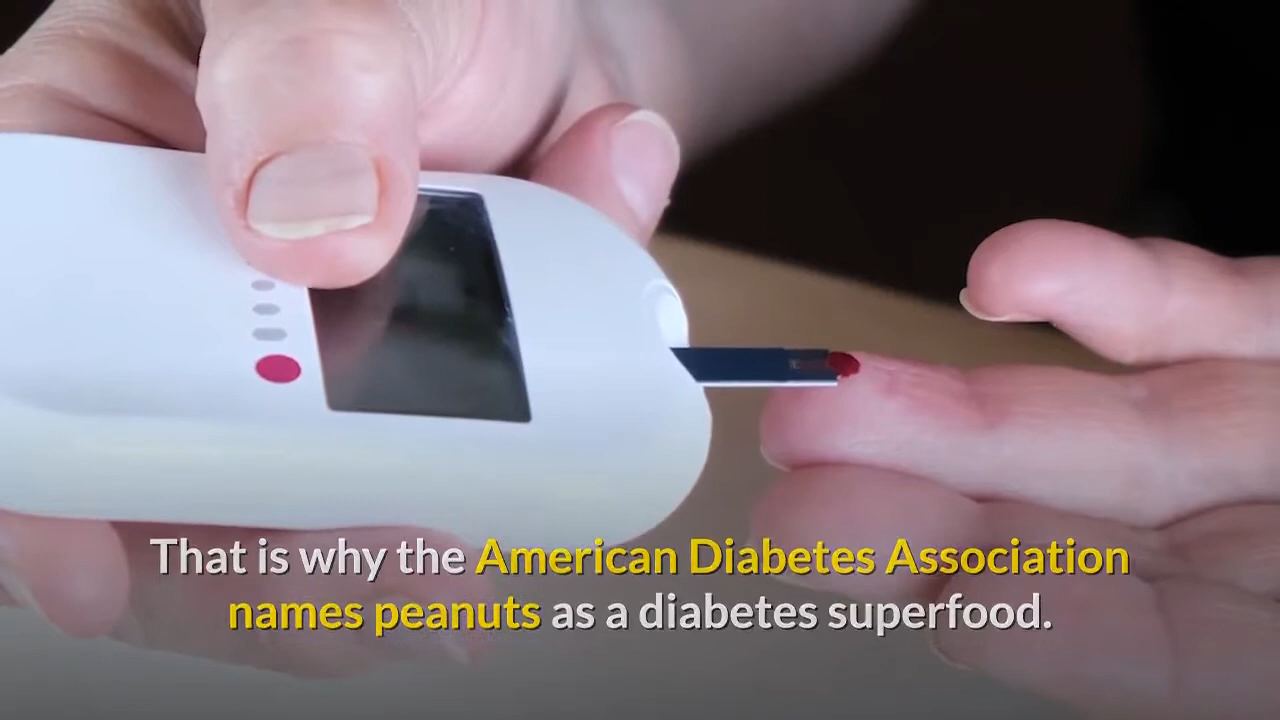 That is why the American Diabetes Association
names peanuts as a diabetes superfood.